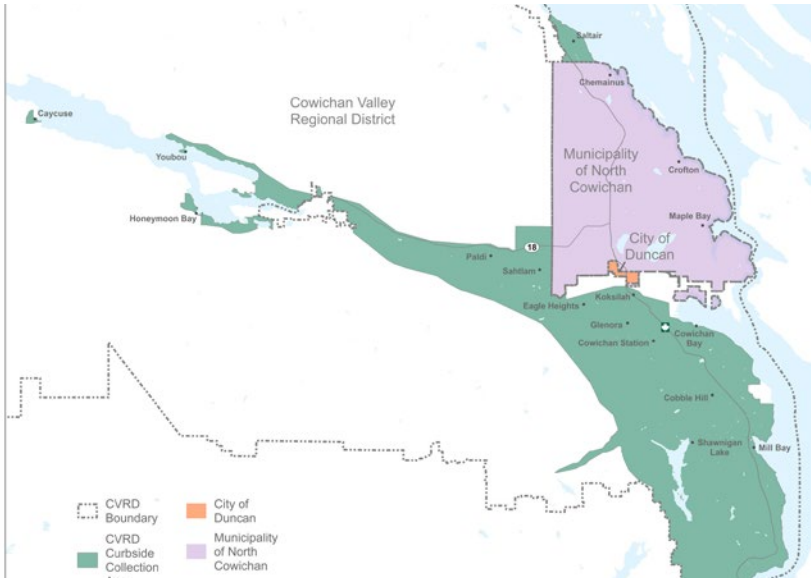 Saltair
Chemainus
Cowichan Valley
Regional District
Caycuse
Youbou
Municipality
of North
Cowichan
Crofton
Honeymoon Bay
Maple Bay
City of
Duncan
18
Paldi
Sahtlam
Koksilah
Eagle Heights
Glenora
Cowichan
Bay
Cowichan Station
Cobble Hill
Shawnigan
Lake
Mill Bay
CVRD
Boundary
City of
Duncan
CVRD
Curbside
Collection
Municipality
of North
Cowichan